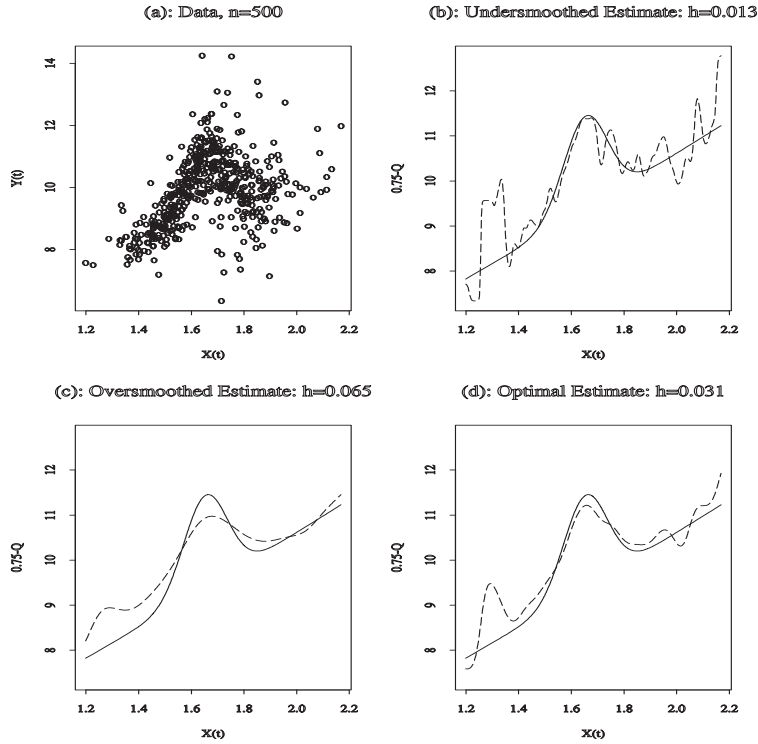 (a): Data, n=500
Y(t)
14
12
10
8
1.2 1.4 1.6 1.8 2.0 2.2
X(t)
(b): Undersmoothed Estimate: h=0.013
0.75-Q
12
11
10
9
8
1.2 1.4 1.6 1.8 2.0 2.2
X(t)
(c): Oversmoothed Estimate: h=0.065
0.75-Q
12
11
10
9
8
1.2 1.4 1.6 1.8 2.0 2.2
X(t)
(d): Optimal Estimate: h=0.031
0.75-Q
12
11
10
9
8
1.2 1.4 1.6 1.8 2.0 2.2
X(t)